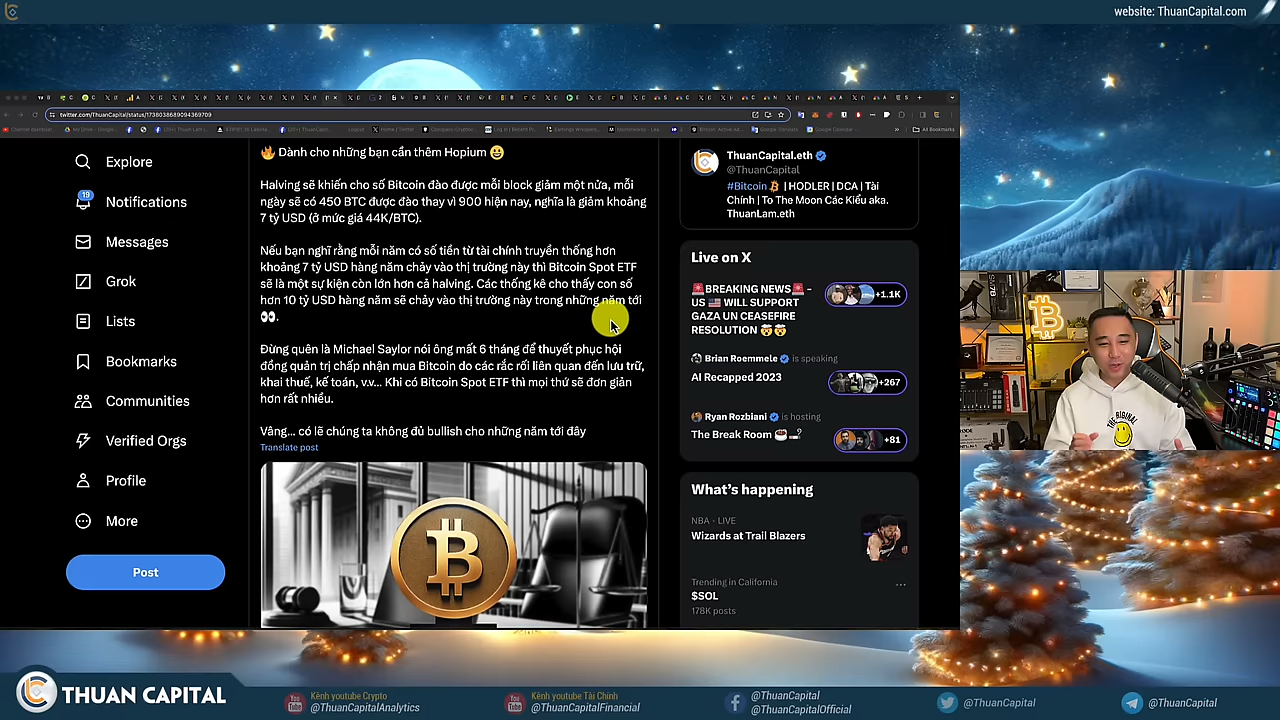 website: ThuanCapital.com
twitter.com/ThuanCapital/status/1738038689094369709
All Bookmarks
Explore
19
Notifications
Messages
Grok
Lists
Bookmarks
Communities
Verified Orgs
Profile
More
Post
🔥 Dành cho những bạn cần thêm Hopium 😀
Halving sẽ khiến cho số Bitcoin đào được mỗi block giảm một nửa, mỗi
ngày sẽ có 450 BTC được đào thay vì 900 hiện nay, nghĩa là giảm khoảng
7 tỷ USD (ở mức giá 44K/BTC).
Nếu bạn nghĩ rằng mỗi năm có số tiền từ tài chính truyền thống hơn
khoảng 7 tỷ USD hàng năm chảy vào thị trường này thì Bitcoin Spot ETF
sẽ là một sự kiện còn lớn hơn cả halving. Các thống kê cho thấy con số
hơn 10 tỷ USD hàng năm sẽ chảy vào thị trường này trong những năm tới
👀.
Đừng quên là Michael Saylor nói ông mất 6 tháng để thuyết phục hội
đồng quản trị chấp nhận mua Bitcoin do các rắc rối liên quan đến lưu trữ,
khai thuế, kế toán, v.v... Khi có Bitcoin Spot ETF thì mọi thứ sẽ đơn giản
hơn rất nhiều.
Vâng... có lẽ chúng ta không đủ bullish cho những năm tới đây
Translate post
ThuanCapital.eth
@ThuanCapital
#Bitcoin | HODLER | DCA | Tài
Chính | To The Moon Các Kiểu aka.
ThuanLam.eth
Live on X
🚨BREAKING NEWS🚨 -
US 🇺🇸 WILL SUPPORT
GAZA UN CEASEFIRE
RESOLUTION 🤯🤯
+1.1K
Brian Roemmele is speaking
AI Recapped 2023
+267
Ryan Rozbiani is hosting
The Break Room
+81
What's happening
NBA · LIVE
Wizards at Trail Blazers
Trending in California
$SOL
178K posts
THE ORIGINAL
THUAN CAPITAL
Kênh youtube Crypto
@ThuanCapitalAnalytics
Kênh youtube Tài Chính
@ThuanCapitalFinancial
@ThuanCapital
@ThuanCapitalOfficial
@ThuanCapital
@ThuanCapital